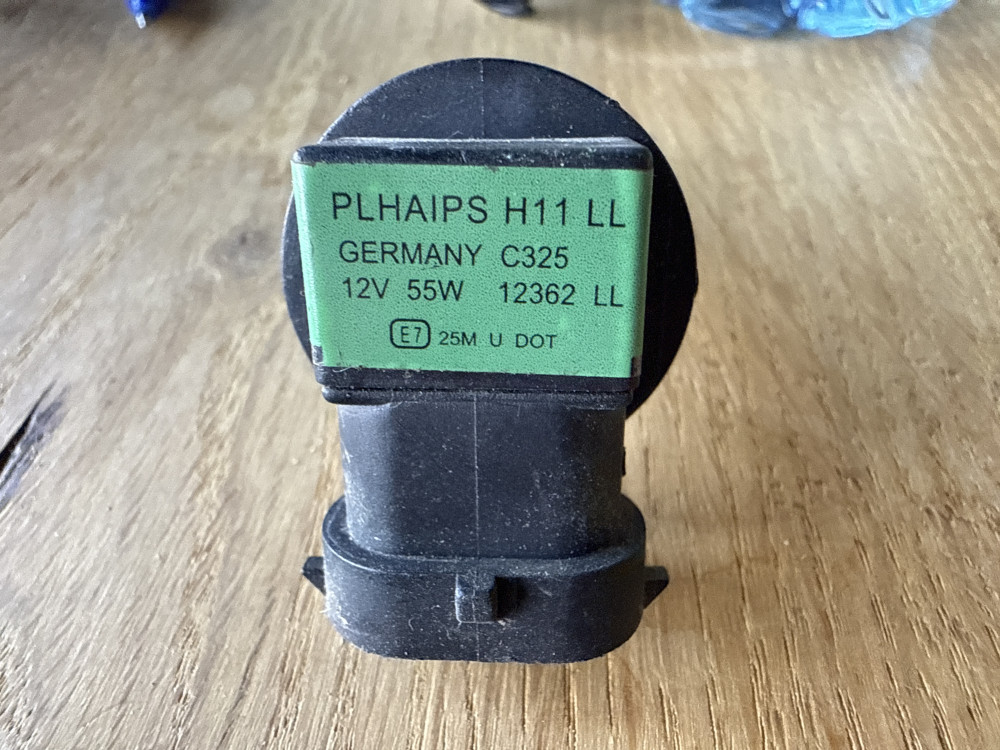 PLHAIPS H11 LL
GERMANY C325
12V 55W 12362 LL
E7 25M U DOT